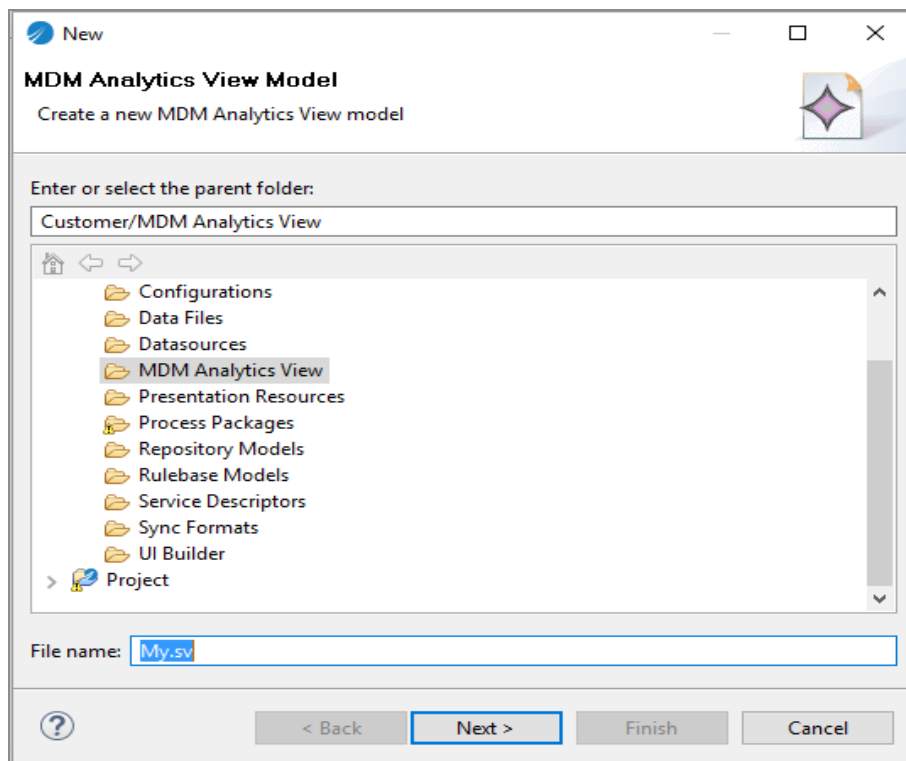 New
MDM Analytics View Model
Create a new MDM Analytics View model
Enter or select the parent folder:
Customer/MDM Analytics View
Configurations
Data Files
Datasources
MDM Analytics View
Presentation Resources
Process Packages
Repository Models
Rulebase Models
Service Descriptors
Sync Formats
UI Builder
Project
File name: My.sv
? < Back Next > Finish Cancel